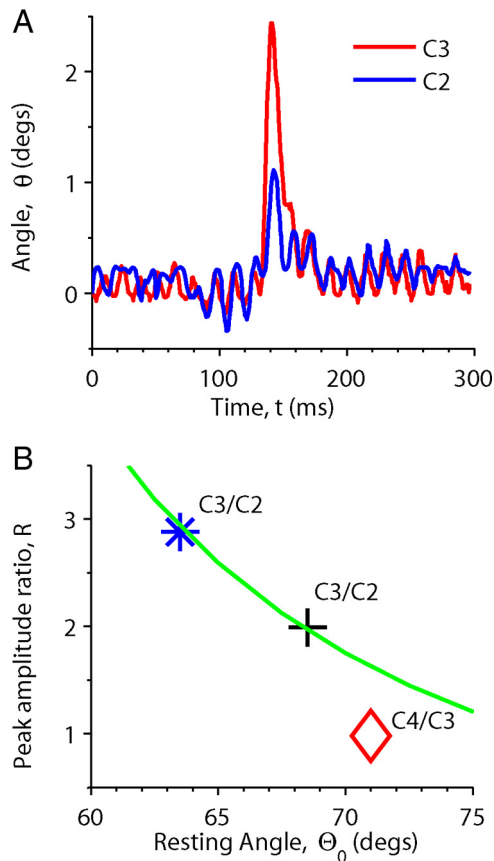 A
C3
C2
2
1
0
Angle, θ (degs)
0 100 200 300
Time, t (ms)
B
C3/C2
C3/C2
C4/C3
3
2
1
Peak amplitude ratio, R
60 65 70 75
Resting Angle, Θ0 (degs)